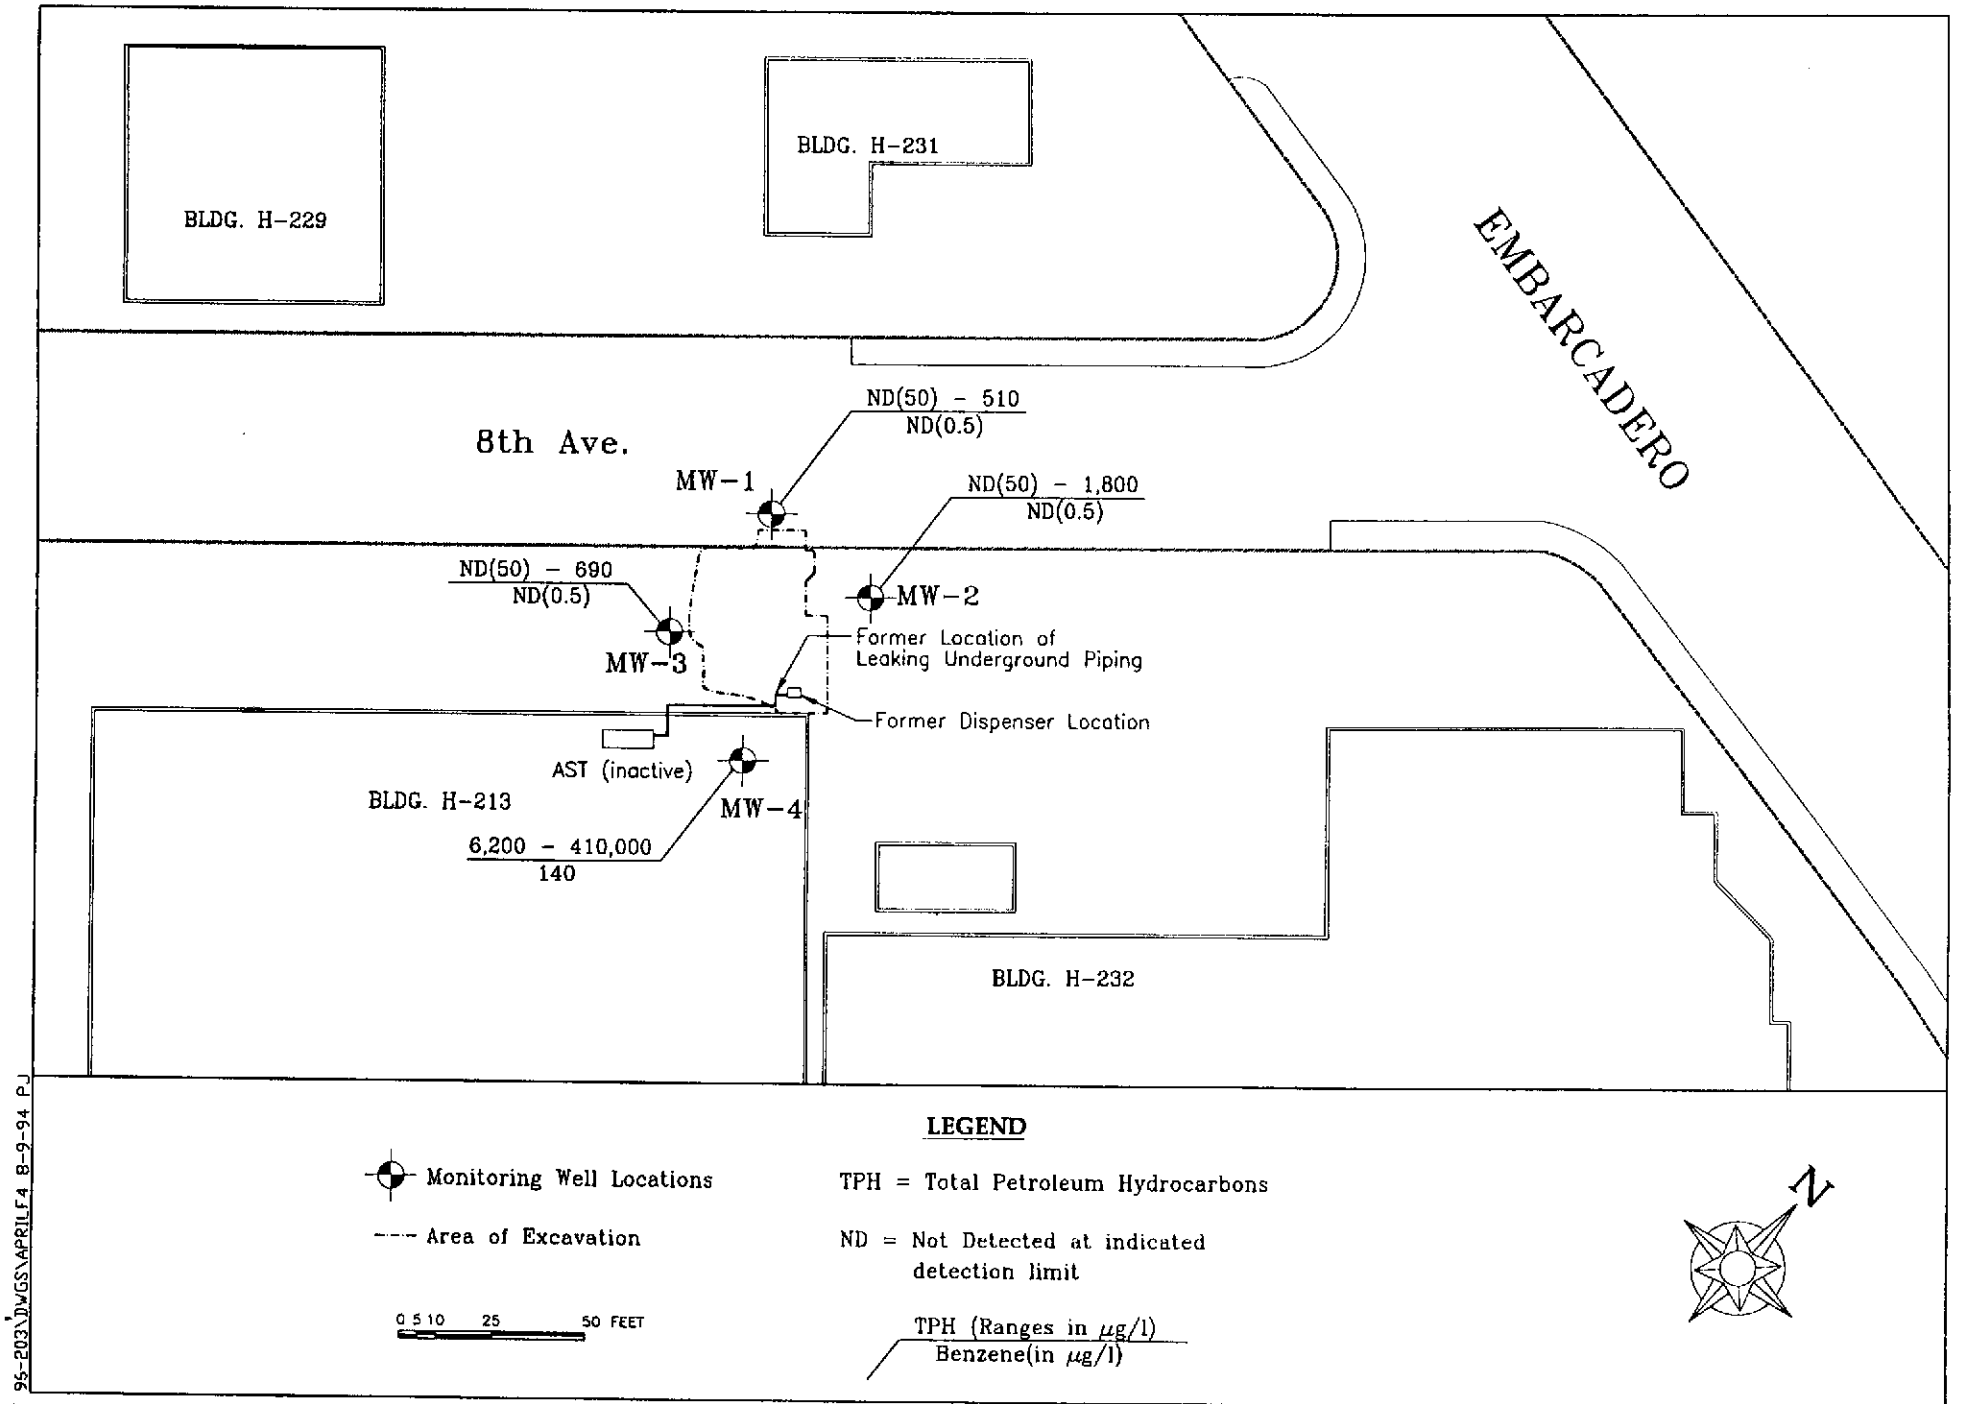 BLDG. H-229
BLDG. H-231
EMBARCADERO
8th Ave.
ND(50) - 510
ND(0.5)
MW-1
ND(50) - 1,800
ND(0.5)
MW-2
ND(50) - 690
ND(0.5)
MW-3
Former Location of
Leaking Underground Piping
Former Dispenser Location
AST (inactive)
BLDG. H-213
MW-4
6,200 - 410,000
140
BLDG. H-232
LEGEND
Monitoring Well Locations
Area of Excavation
0 5 10 25 50 FEET
TPH = Total Petroleum Hydrocarbons
ND = Not Detected at indicated
detection limit
TPH (Ranges in µg/l)
Benzene(in µg/l)
N
95-203\DWGS\APRILF4 8-9-94 PJ